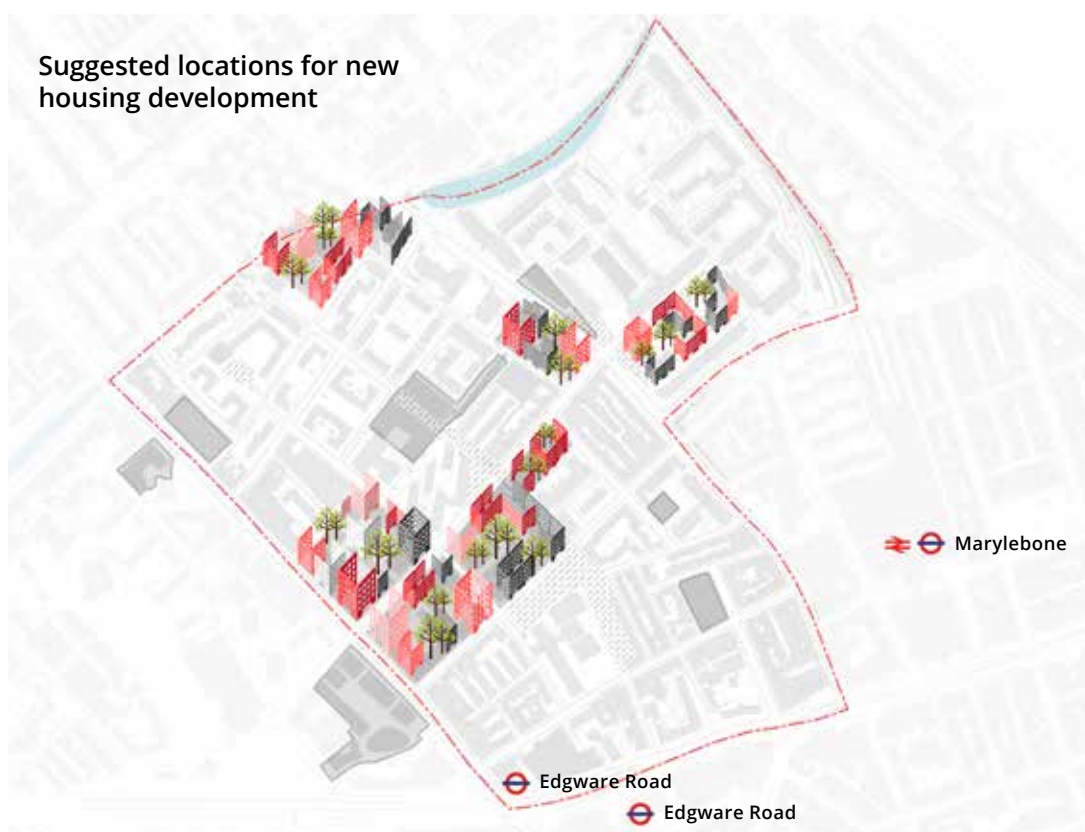 Suggested locations for new
housing development
Marylebone
Edgware Road
Edgware Road